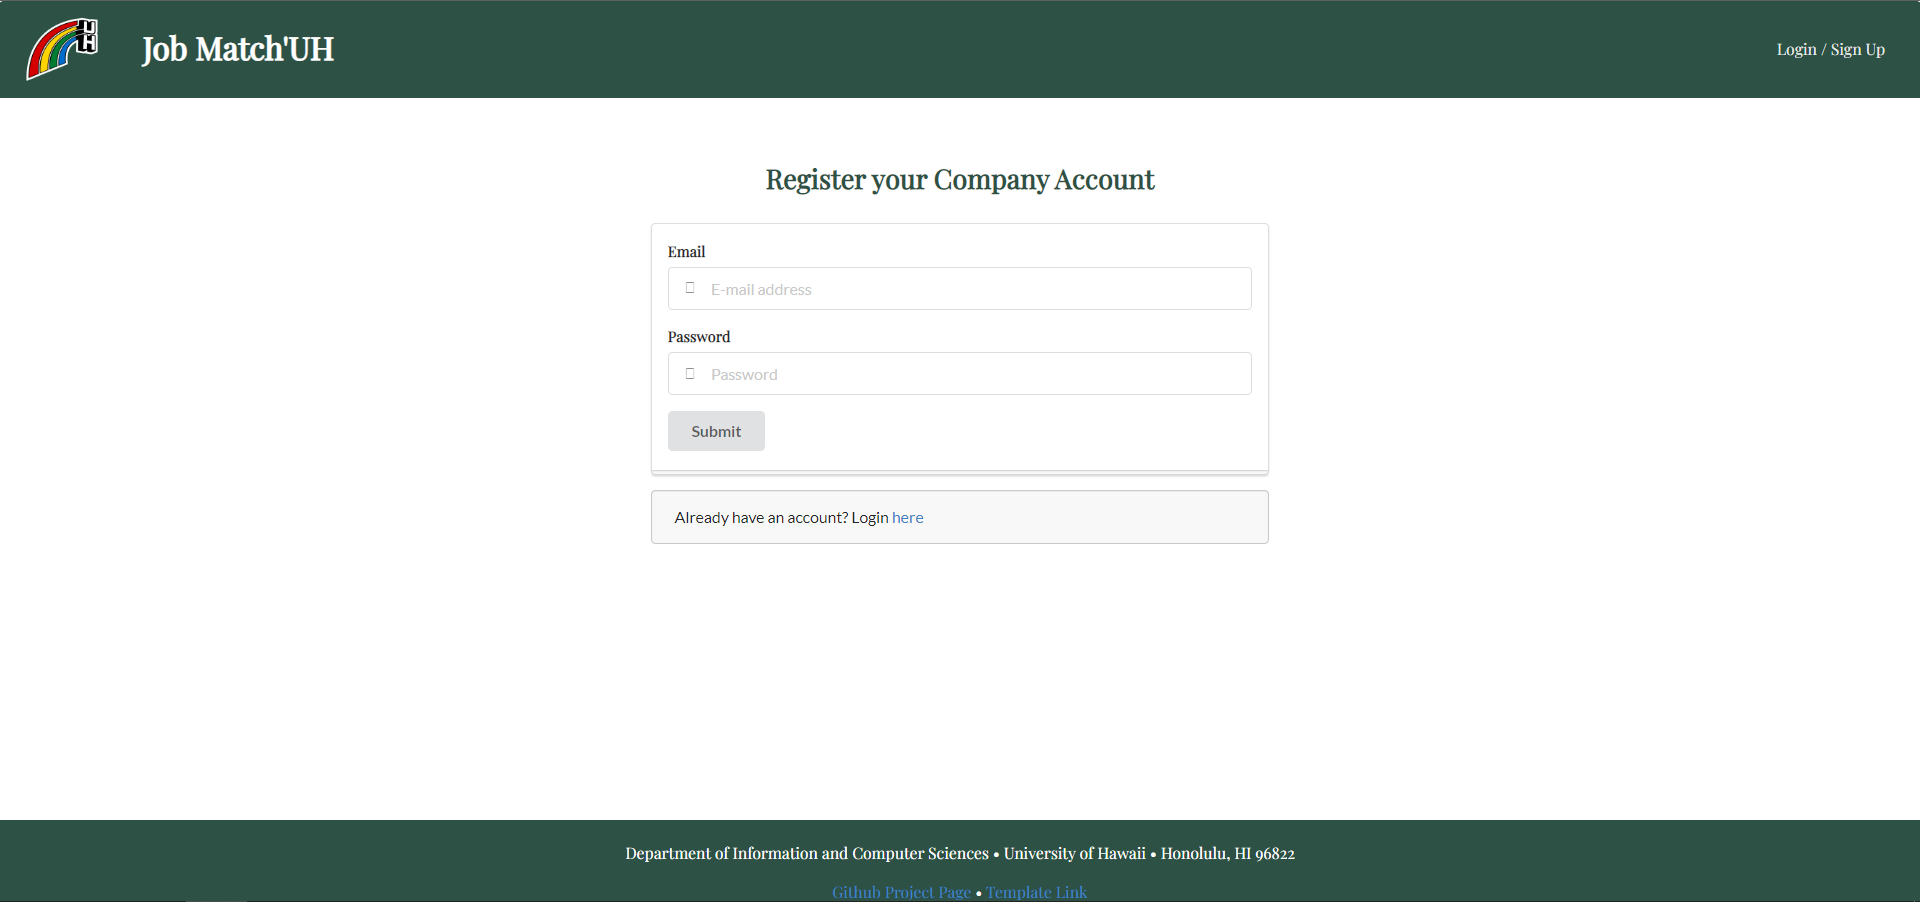 UH
Job Match'UH
Login / Sign Up
Register your Company Account
Email
E-mail address
Password
Password
Submit
Already have an account? Login here
Department of Information and Computer Sciences • University of Hawaii • Honolulu, HI 96822
Github Project Page • Template Link